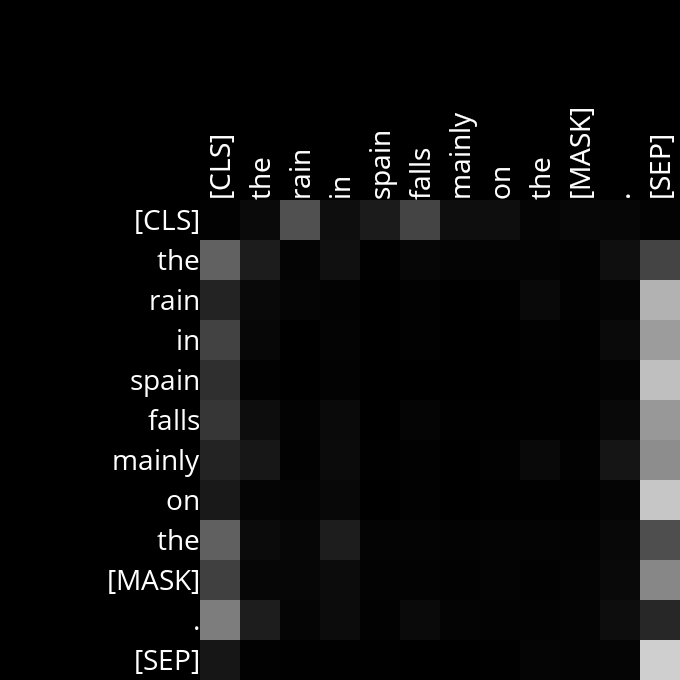 [CLS] the rain in spain falls mainly on the [MASK] . [SEP]
[CLS]
the
rain
in
spain
falls
mainly
on
the
[MASK]
.
[SEP]